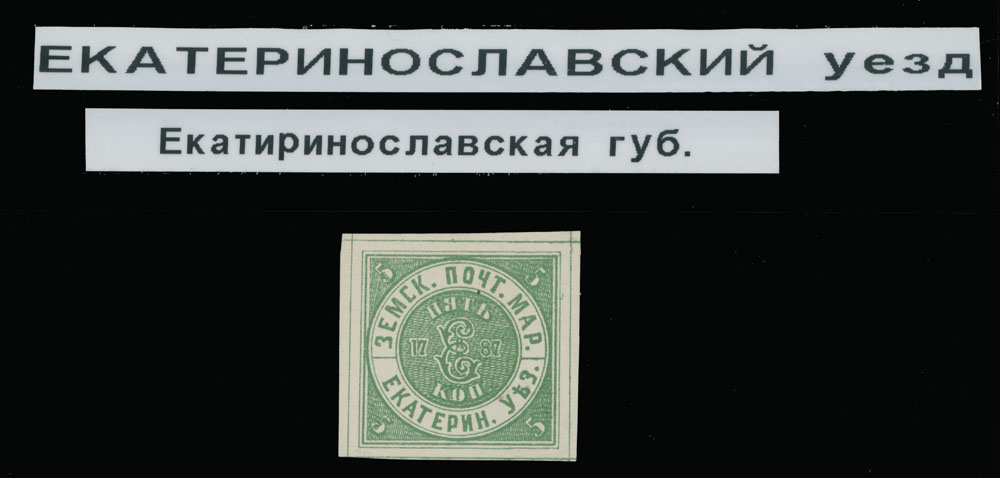 ЕКАТЕРИНОСЛАВСКИЙ уезд
Екатиринославская губ.
5 5
ЗЕМСК. ПОЧТ. МАР.
ПЯТЬ
17 Е 87
КОП
ЕКАТЕРИН. УѢЗ.
5 5